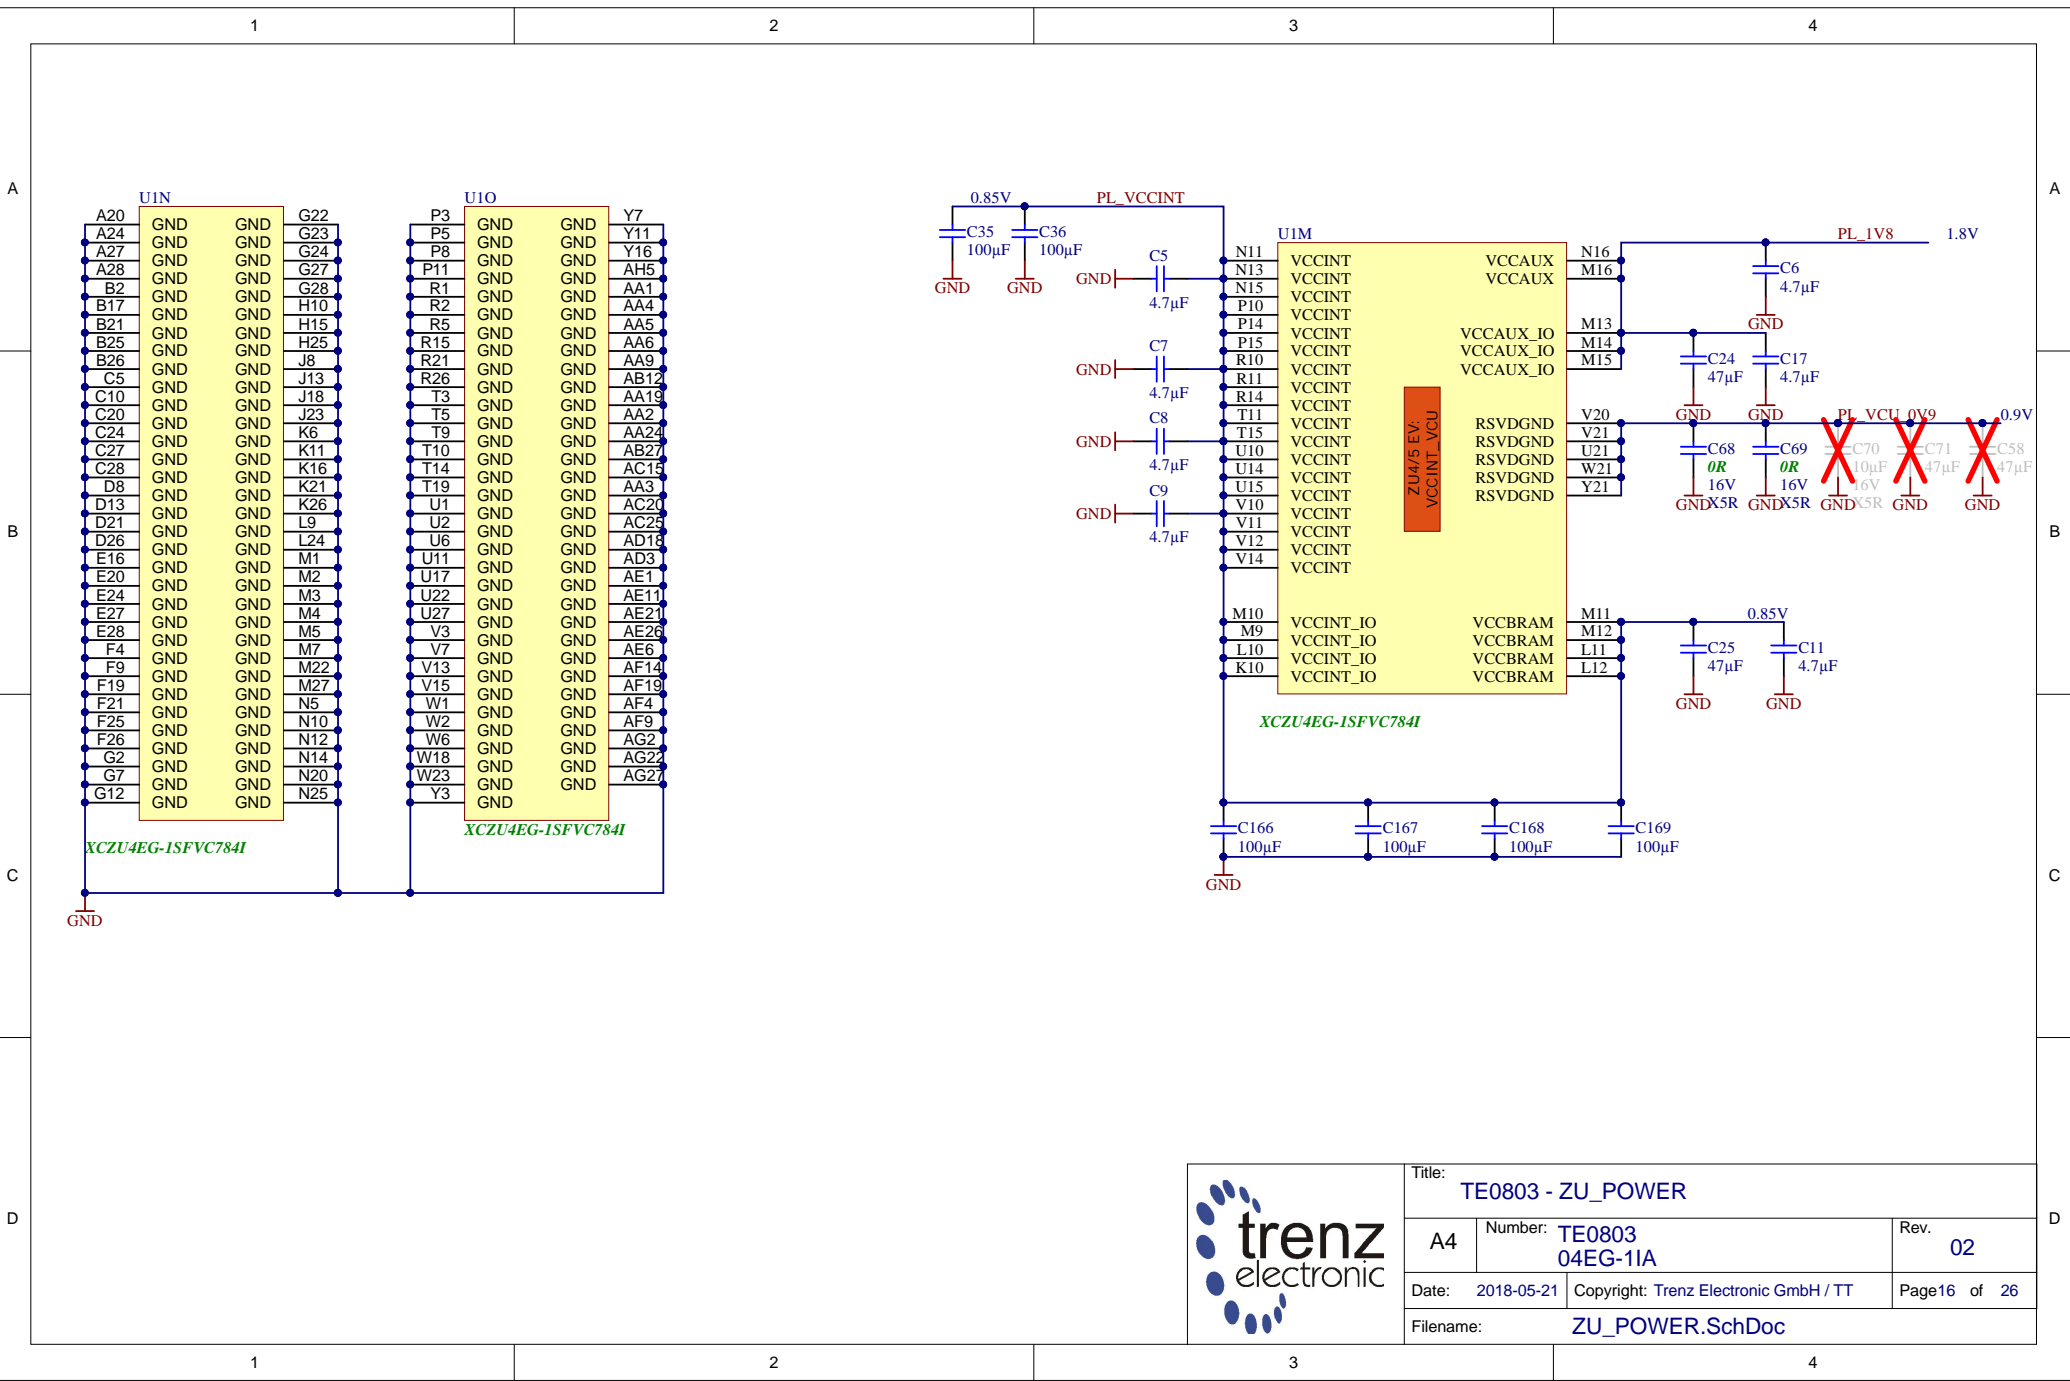 1 2 3 4
A A
B B
C C
D D
1 2 3 4
U1N
A20 GND GND G22
A24 GND GND G23
A27 GND GND G24
A28 GND GND G27
B2 GND GND G28
B17 GND GND H10
B21 GND GND H15
B25 GND GND H25
B26 GND GND J8
C5 GND GND J13
C10 GND GND J18
C20 GND GND J23
C24 GND GND K6
C27 GND GND K11
C28 GND GND K16
D8 GND GND K21
D13 GND GND K26
D21 GND GND L9
D26 GND GND L24
E16 GND GND M1
E20 GND GND M2
E24 GND GND M3
E27 GND GND M4
E28 GND GND M5
F4 GND GND M7
F9 GND GND M22
F19 GND GND M27
F21 GND GND N5
F25 GND GND N10
F26 GND GND N12
G2 GND GND N14
G7 GND GND N20
G12 GND GND N25
XCZU4EG-1SFVC784I
GND
U1O
P3 GND GND Y7
P5 GND GND Y11
P8 GND GND Y16
P11 GND GND AH5
R1 GND GND AA1
R2 GND GND AA4
R5 GND GND AA5
R15 GND GND AA6
R21 GND GND AA9
R26 GND GND AB12
T3 GND GND AA19
T5 GND GND AA2
T9 GND GND AA24
T10 GND GND AB27
T14 GND GND AC15
T19 GND GND AA3
U1 GND GND AC20
U2 GND GND AC25
U6 GND GND AD18
U11 GND GND AD3
U17 GND GND AE1
U22 GND GND AE11
U27 GND GND AE21
V3 GND GND AE26
V7 GND GND AE6
V13 GND GND AF14
V15 GND GND AF19
W1 GND GND AF4
W2 GND GND AF9
W6 GND GND AG2
W18 GND GND AG22
W23 GND GND AG27
Y3 GND
XCZU4EG-1SFVC784I
0.85V PL_VCCINT
C35 100µF GND
C36 100µF GND
C5 4.7µF GND
C7 4.7µF GND
C8 4.7µF GND
C9 4.7µF GND
U1M
N11 VCCINT VCCAUX N16
N13 VCCINT VCCAUX M16
N15 VCCINT
P10 VCCINT
P14 VCCINT VCCAUX_IO M13
P15 VCCINT VCCAUX_IO M14
R10 VCCINT VCCAUX_IO M15
R11 VCCINT
R14 VCCINT
T11 VCCINT RSVDGND V20
T15 VCCINT RSVDGND V21
U10 VCCINT RSVDGND U21
U14 VCCINT RSVDGND W21
U15 VCCINT RSVDGND Y21
V10 VCCINT
V11 VCCINT
V12 VCCINT
V14 VCCINT
ZU4/5 EV:
VCCINT_VCU
M10 VCCINT_IO VCCBRAM M11
M9 VCCINT_IO VCCBRAM M12
L10 VCCINT_IO VCCBRAM L11
K10 VCCINT_IO VCCBRAM L12
XCZU4EG-1SFVC784I
PL_1V8 1.8V
C6 4.7µF GND
C24 47µF GND
C17 4.7µF GND
PL_VCU_0V9 0.9V
C68 0R 16V X5R GND
C69 0R 16V X5R GND
C70 10µF 16V X5R GND
C71 47µF GND
C58 47µF GND
0.85V
C25 47µF GND
C11 4.7µF GND
C166 100µF
C167 100µF
C168 100µF
C169 100µF
GND
trenz
electronic
Title:
TE0803 - ZU_POWER
A4 Number: TE0803
04EG-1IA
Rev.
02
Date: 2018-05-21 Copyright: Trenz Electronic GmbH / TT Page16 of 26
Filename: ZU_POWER.SchDoc